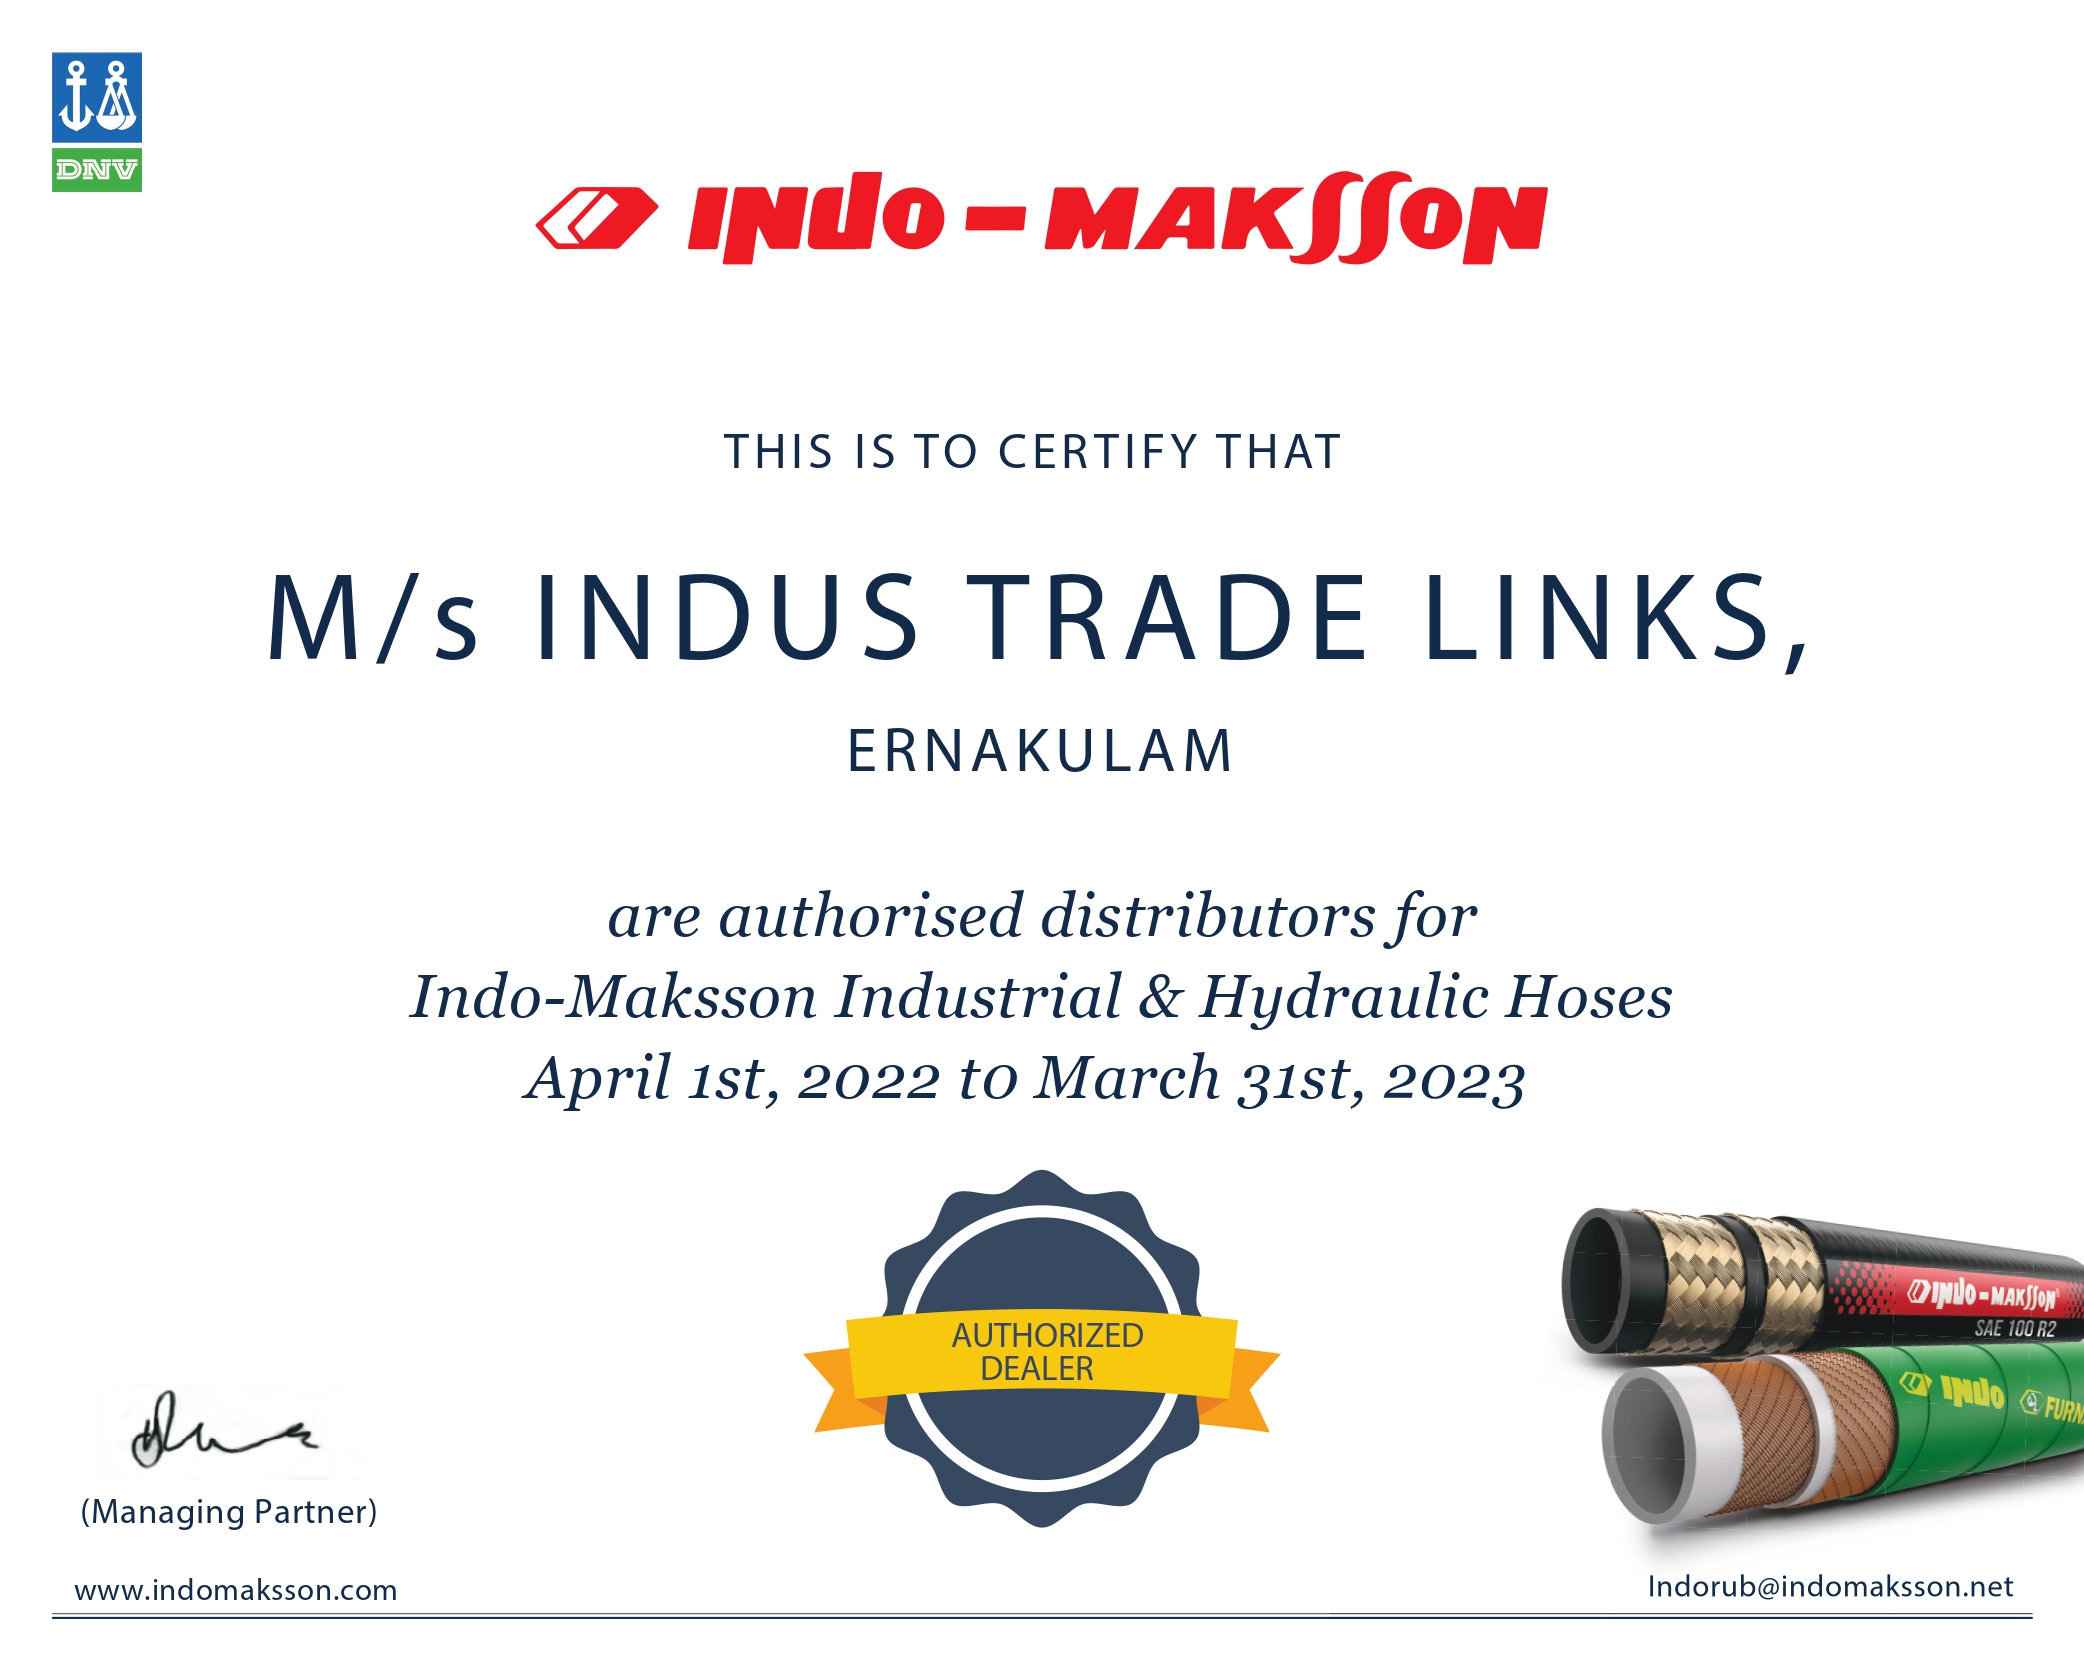 DNV
INDO-MAKSSON
THIS IS TO CERTIFY THAT
M/s INDUS TRADE LINKS,
ERNAKULAM
are authorised distributors for
Indo-Maksson Industrial & Hydraulic Hoses
April 1st, 2022 to March 31st, 2023
AUTHORIZED
DEALER
INDO-MAKSSON
SAE 100 R2
INDO
(Managing Partner)
www.indomaksson.com
Indorub@indomaksson.net